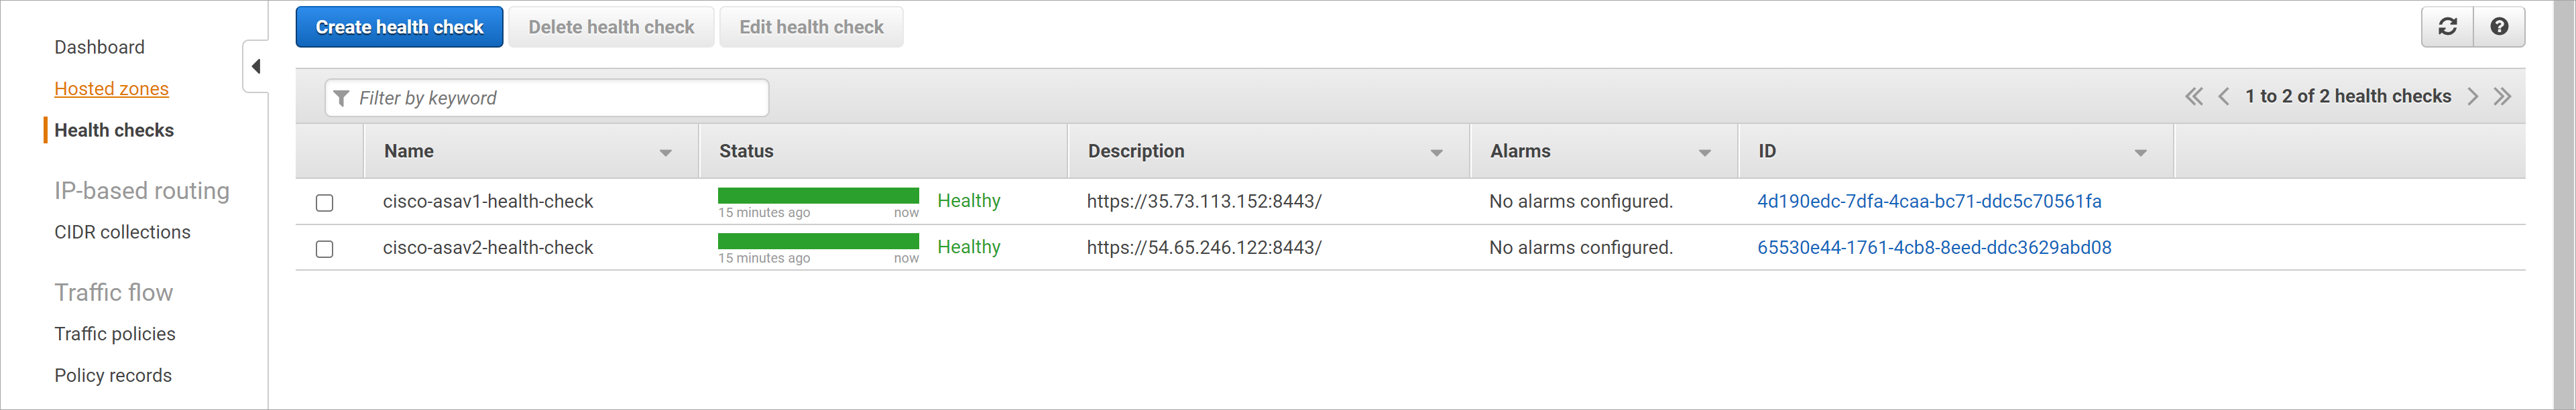 Create health check
Delete health check
Edit health check
Dashboard
Hosted zones
Health checks
IP-based routing
CIDR collections
Traffic flow
Traffic policies
Policy records
Filter by keyword
1 to 2 of 2 health checks
Name Status Description Alarms ID
cisco-asav1-health-check 15 minutes ago now Healthy https://35.73.113.152:8443/ No alarms configured. 4d190edc-7dfa-4caa-bc71-ddc5c70561fa
cisco-asav2-health-check 15 minutes ago now Healthy https://54.65.246.122:8443/ No alarms configured. 65530e44-1761-4cb8-8eed-ddc3629abd08